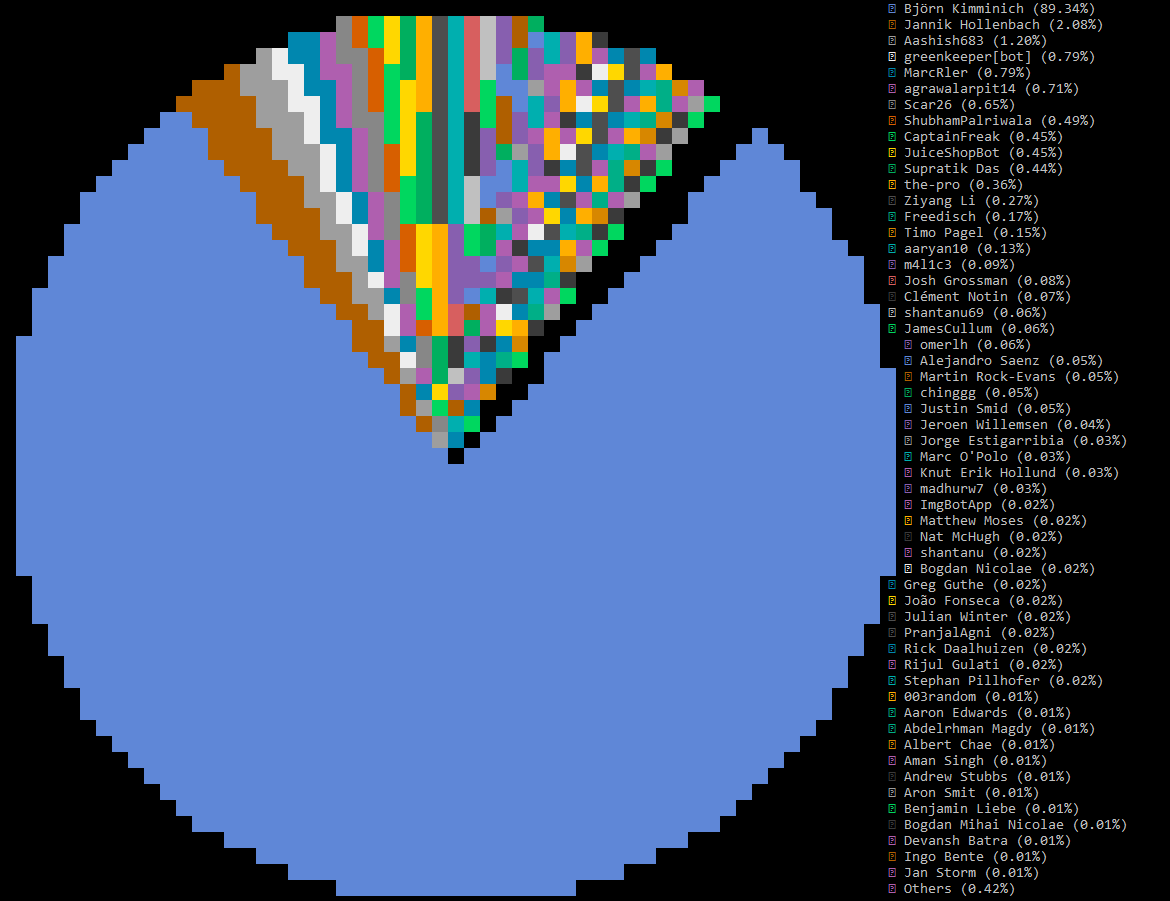 Björn Kimminich (89.34%)
Jannik Hollenbach (2.08%)
Aashish683 (1.20%)
greenkeeper[bot] (0.79%)
MarcRler (0.79%)
agrawalarpit14 (0.71%)
Scar26 (0.65%)
ShubhamPalriwala (0.49%)
CaptainFreak (0.45%)
JuiceShopBot (0.45%)
Supratik Das (0.44%)
the-pro (0.36%)
Ziyang Li (0.27%)
Freedisch (0.17%)
Timo Pagel (0.15%)
aaryan10 (0.13%)
m4l1c3 (0.09%)
Josh Grossman (0.08%)
Clément Notin (0.07%)
shantanu69 (0.06%)
JamesCullum (0.06%)
omerlh (0.06%)
Alejandro Saenz (0.05%)
Martin Rock-Evans (0.05%)
chinggg (0.05%)
Justin Smid (0.05%)
Jeroen Willemsen (0.04%)
Jorge Estigarribia (0.03%)
Marc O'Polo (0.03%)
Knut Erik Hollund (0.03%)
madhurw7 (0.03%)
ImgBotApp (0.02%)
Matthew Moses (0.02%)
Nat McHugh (0.02%)
shantanu (0.02%)
Bogdan Nicolae (0.02%)
Greg Guthe (0.02%)
João Fonseca (0.02%)
Julian Winter (0.02%)
PranjalAgni (0.02%)
Rick Daalhuizen (0.02%)
Rijul Gulati (0.02%)
Stephan Pillhofer (0.02%)
003random (0.01%)
Aaron Edwards (0.01%)
Abdelrhman Magdy (0.01%)
Albert Chae (0.01%)
Aman Singh (0.01%)
Andrew Stubbs (0.01%)
Aron Smit (0.01%)
Benjamin Liebe (0.01%)
Bogdan Mihai Nicolae (0.01%)
Devansh Batra (0.01%)
Ingo Bente (0.01%)
Jan Storm (0.01%)
Others (0.42%)